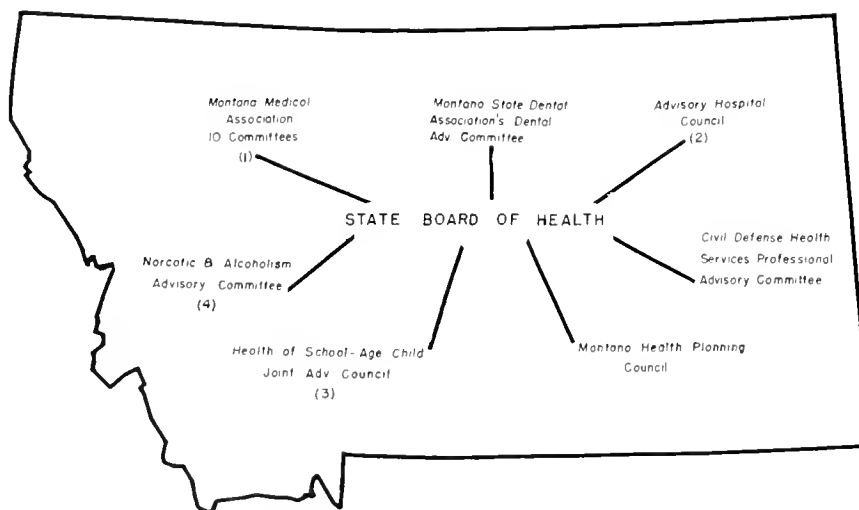 Montana Medical
Association
10 Committees
(1)
Montana State Dental
Association's Dental
Adv Committee
Advisory Hospital
Council
(2)
STATE BOARD OF HEALTH
Civil Defense Health
Services Professional
Advisory Committee
Narcotic & Alcoholism
Advisory Committee
(4)
Health of School-Age Child
Joint Adv Council
(3)
Montana Health Planning
Council